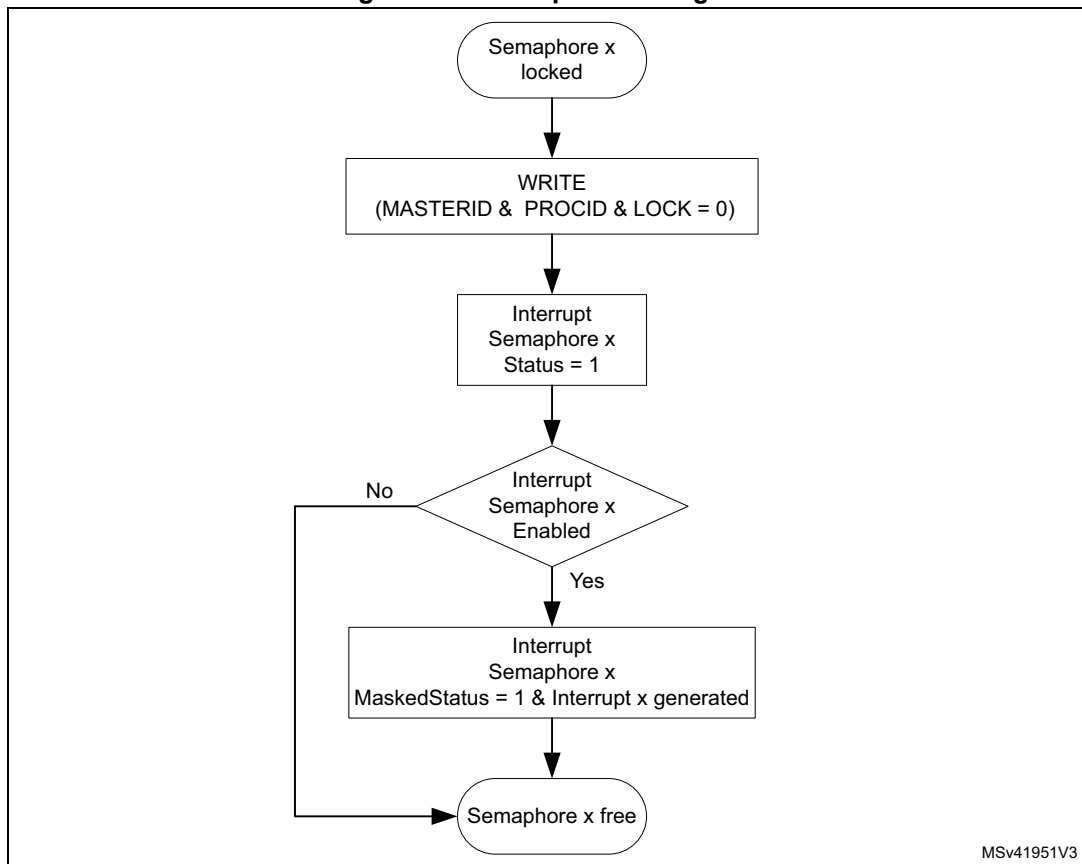 Semaphore x
locked
WRITE
(MASTERID & PROCID & LOCK = 0)
Interrupt
Semaphore x
Status = 1
Interrupt
Semaphore x
Enabled
No
Yes
Interrupt
Semaphore x
MaskedStatus = 1 & Interrupt x generated
Semaphore x free
MSv41951V3